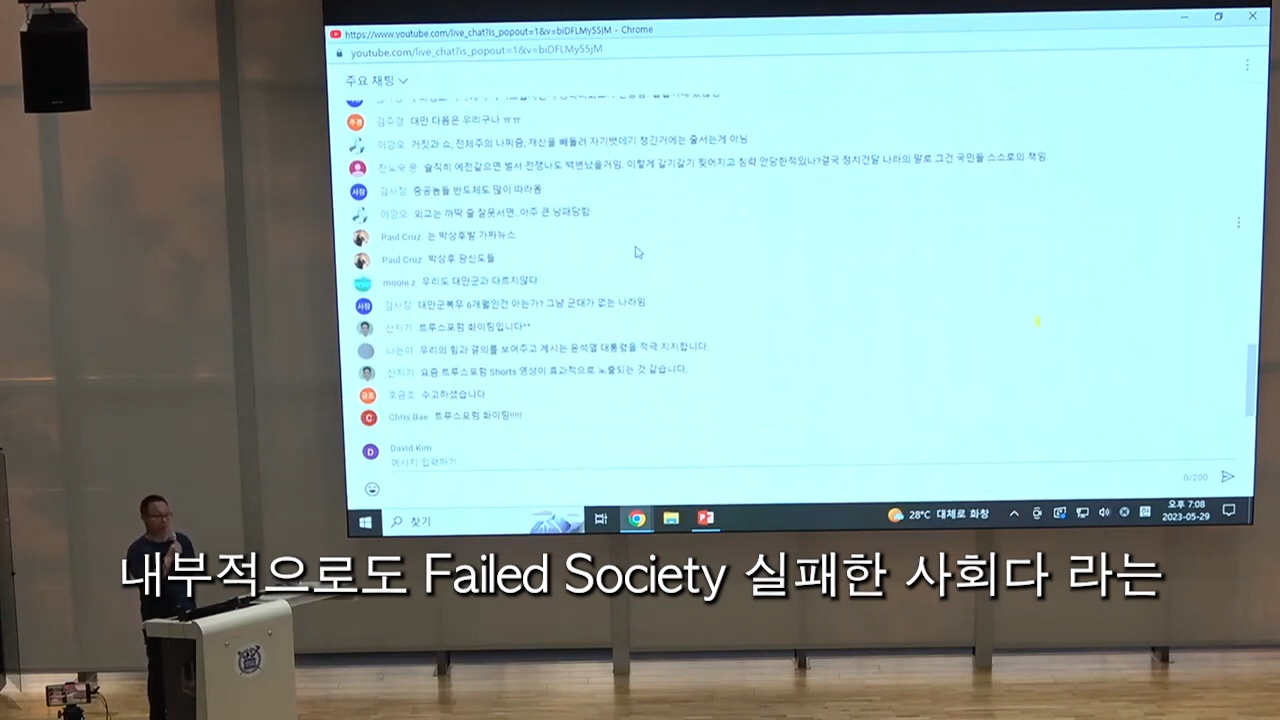 https://www.youtube.com/live_chat?is_popout=1&v=biDFLMy55jM - Chrome
youtube.com/live_chat?is_popout=1&v=biDFLMy55jM
주요 채팅
김주경 대만 다음은 우리구나 ㅠㅠ
이강오 거짓과 쇼, 전체주의 나찌즘, 재산을 빼돌려 자기뱃데기 챙긴거에는 줄서는게 아님
솔직히 예전같으면 벌서 전쟁나도 백번났을거임. 이렇게 갈기갈기 찢어지고 침략 안당한적있나?결국 정치건달 나라의 말로 그건 국민들 스스로의 책임
김사장 중공놈들 반도체도 많이 따라옴
이강오 외교는 까딱 줄 잘못서면..아주 큰 낭패당함
Paul Cruz 는 박상후발 가짜뉴스
Paul Cruz 박상후 광신도들
moon z 우리도 대만군과 다르지않다
김사장 대만군복무 6개월인건 아는가? 그냥 군대가 없는 나라임
산지기 트루스포럼 화이팅입니다^^
나는이 우리의 힘과 결의를 보여주고 계시는 윤석열 대통령을 적극 지지합니다.
산지기 요즘 트루스포럼 Shorts 영상이 효과적으로 노출되는 것 같습니다.
호금조 수고하셨습니다
C Chris Bae 트루스포럼 화이팅!!!!!
D David Kim
메시지 입력하기
0/200
찾기
28°C 대체로 화창
오후 7:08
2023-05-29
내부적으로도 Failed Society 실패한 사회다 라는